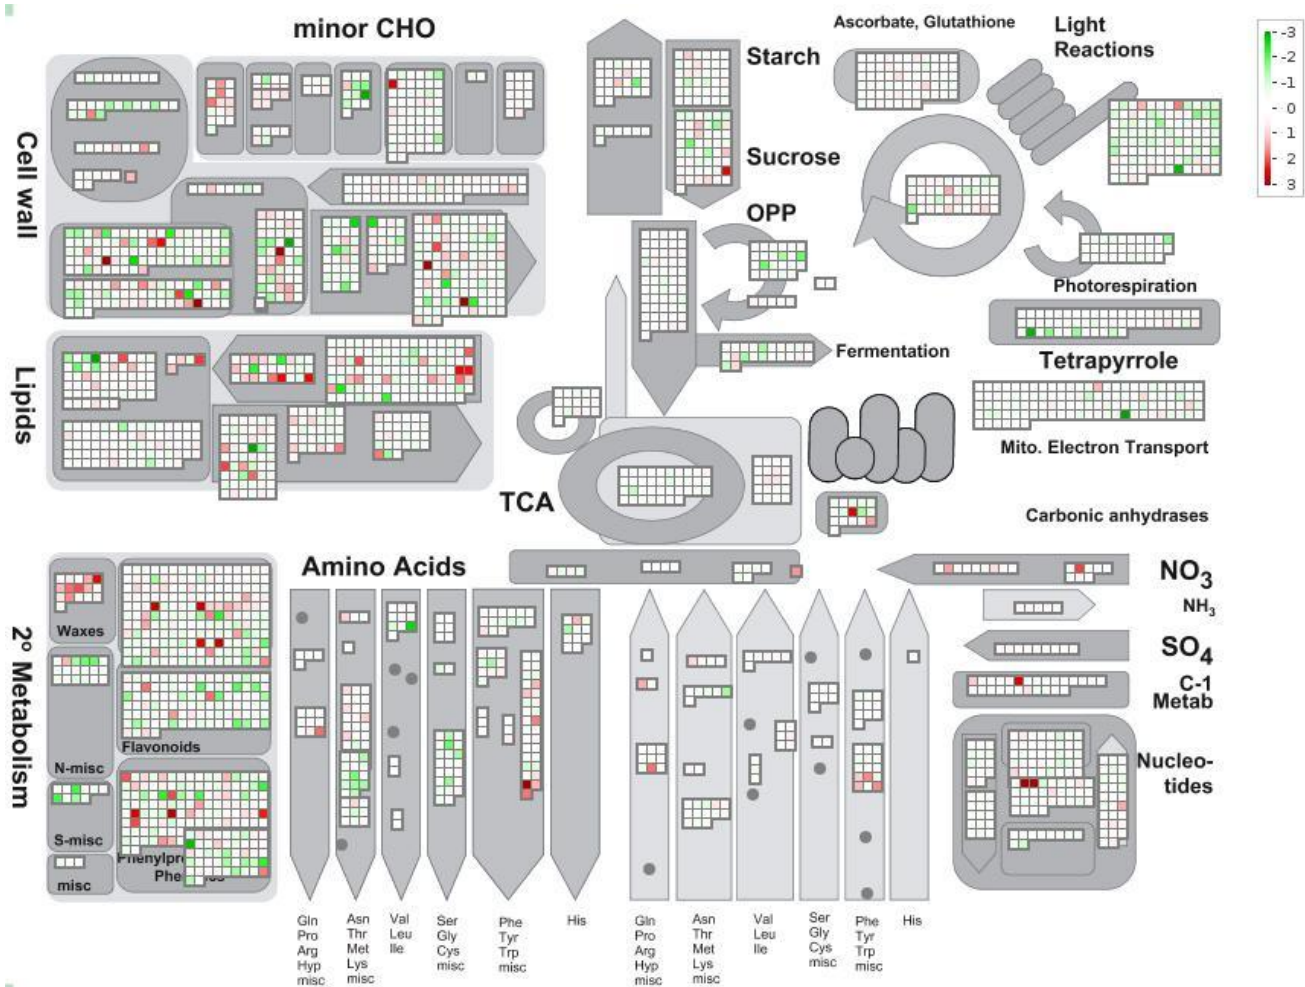 minor CHO
Starch
Sucrose
OPP
Ascorbate, Glutathione
Light
Reactions
-3
-2
-1
0
1
2
3
Cell wall
Photorespiration
Tetrapyrrole
Fermentation
Lipids
Mito. Electron Transport
TCA
Carbonic anhydrases
Amino Acids
NO3
NH3
SO4
C-1
Metab
Nucleo-
tides
2º Metabolism
Waxes
N-misc
S-misc
misc
Flavonoids
Gln
Pro
Arg
Hyp
misc
Asn
Thr
Met
Lys
misc
Val
Leu
Ile
Ser
Gly
Cys
misc
Phe
Tyr
Trp
misc
His
Gln
Pro
Arg
Hyp
misc
Asn
Thr
Met
Lys
misc
Val
Leu
Ile
Ser
Gly
Cys
misc
Phe
Tyr
Trp
misc
His